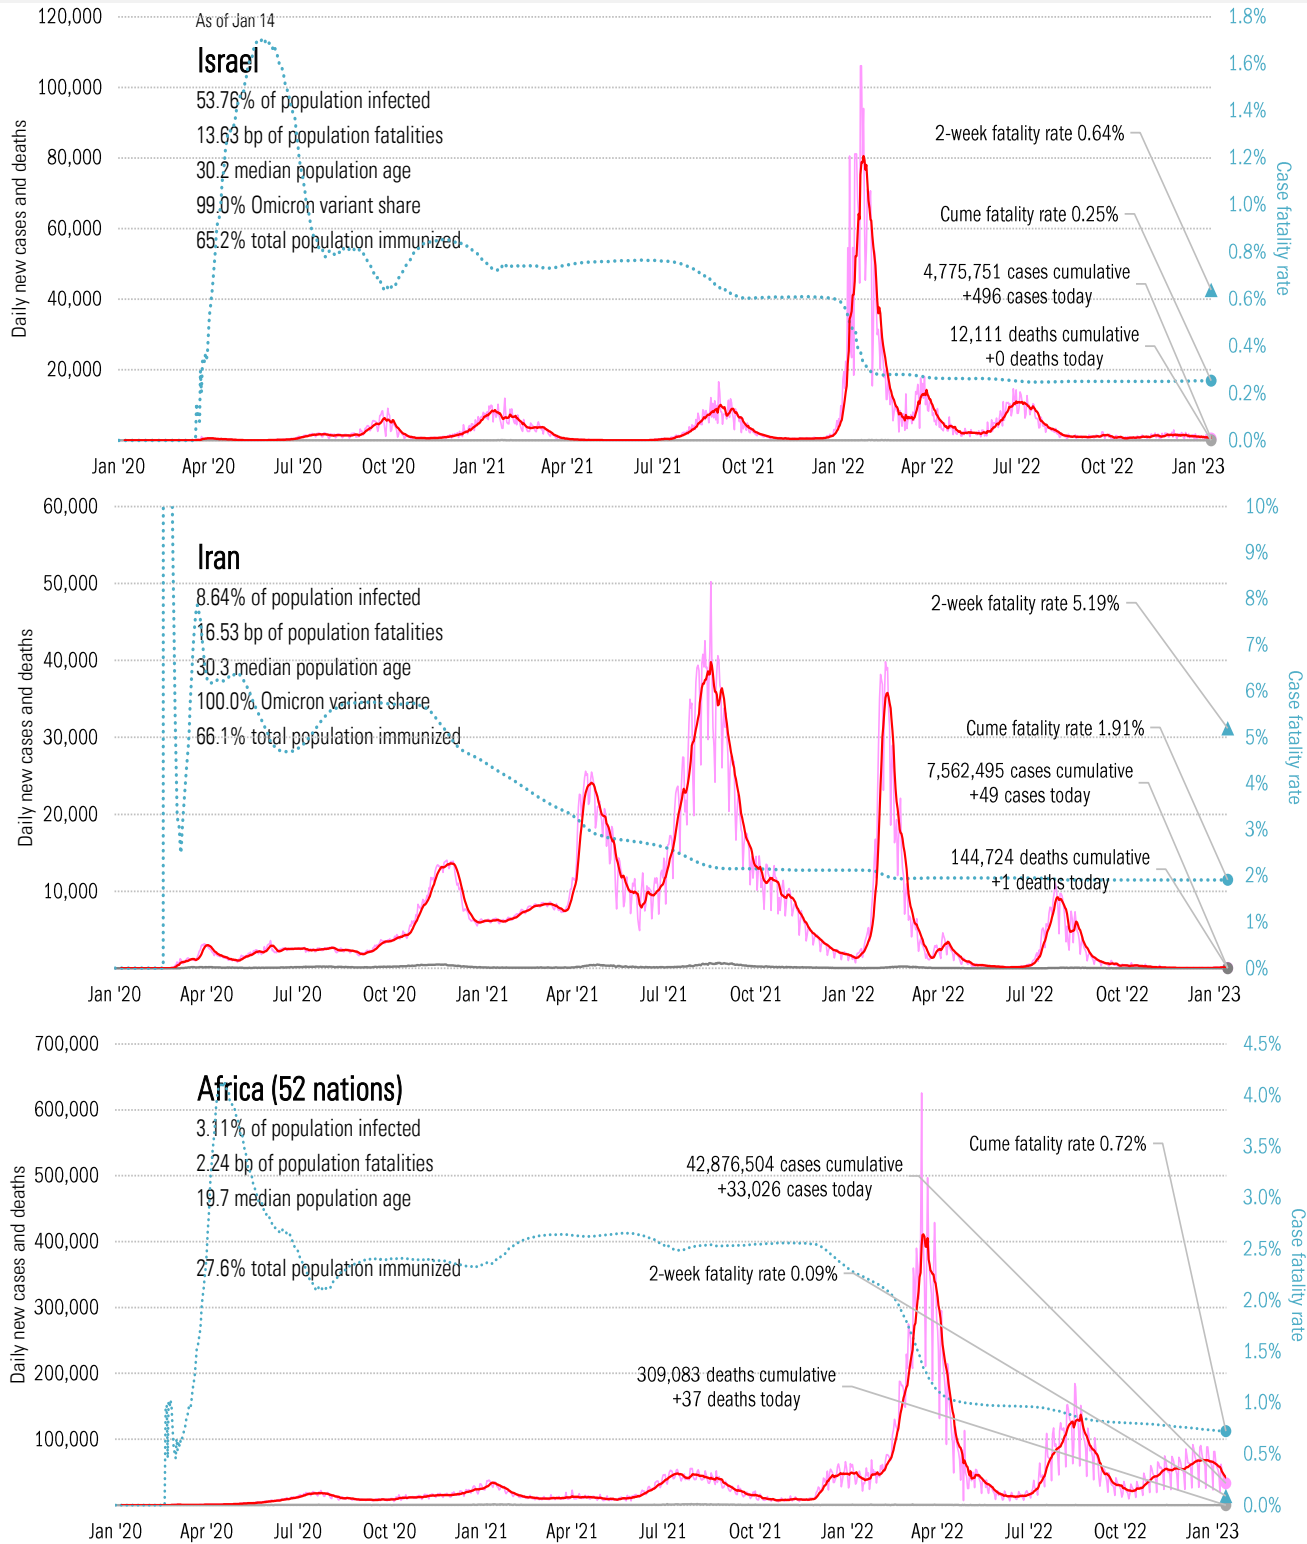 120,000
1.8%
As of Jan 14
Israel
53.76% of population infected
13.63 bp of population fatalities
30.2 median population age
99.0% Omicron variant share
65.2% total population immunized
100,000
80,000
60,000
40,000
20,000
Daily new cases and deaths
2-week fatality rate 0.64%
Cume fatality rate 0.25%
4,775,751 cases cumulative
+496 cases today
12,111 deaths cumulative
+0 deaths today
1.6%
1.4%
1.2%
1.0%
0.8%
0.6%
0.4%
0.2%
0.0%
Case fatality rate
Jan '20 Apr '20 Jul '20 Oct '20 Jan '21 Apr '21 Jul '21 Oct '21 Jan '22 Apr '22 Jul '22 Oct '22 Jan '23
60,000
50,000
40,000
30,000
20,000
10,000
Daily new cases and deaths
Iran
8.64% of population infected
16.53 bp of population fatalities
30.3 median population age
100.0% Omicron variant share
66.1% total population immunized
2-week fatality rate 5.19%
Cume fatality rate 1.91%
7,562,495 cases cumulative
+49 cases today
144,724 deaths cumulative
+1 deaths today
10%
9%
8%
7%
6%
5%
4%
3%
2%
1%
0%
Case fatality rate
Jan '20 Apr '20 Jul '20 Oct '20 Jan '21 Apr '21 Jul '21 Oct '21 Jan '22 Apr '22 Jul '22 Oct '22 Jan '23
700,000
600,000
500,000
400,000
300,000
200,000
100,000
Daily new cases and deaths
Africa (52 nations)
3.11% of population infected
2.24 bp of population fatalities
19.7 median population age
27.6% total population immunized
Cume fatality rate 0.72%
42,876,504 cases cumulative
+33,026 cases today
2-week fatality rate 0.09%
309,083 deaths cumulative
+37 deaths today
4.5%
4.0%
3.5%
3.0%
2.5%
2.0%
1.5%
1.0%
0.5%
0.0%
Case fatality rate
Jan '20 Apr '20 Jul '20 Oct '20 Jan '21 Apr '21 Jul '21 Oct '21 Jan '22 Apr '22 Jul '22 Oct '22 Jan '23